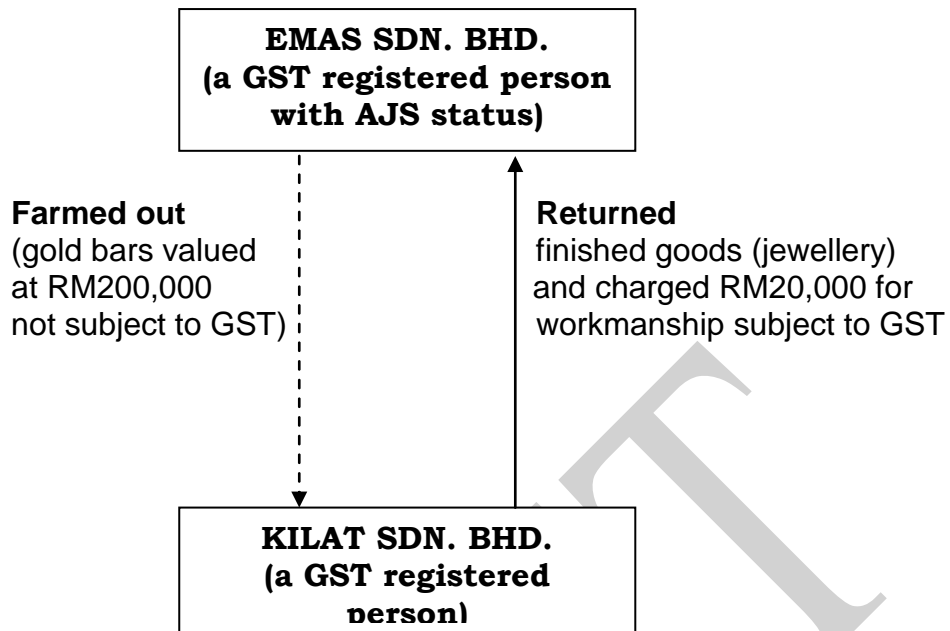 EMAS SDN. BHD.
(a GST registered person
with AJS status)
Farmed out
(gold bars valued
at RM200,000
not subject to GST)
Returned
finished goods (jewellery)
and charged RM20,000 for
workmanship subject to GST
KILAT SDN. BHD.
(a GST registered
person)